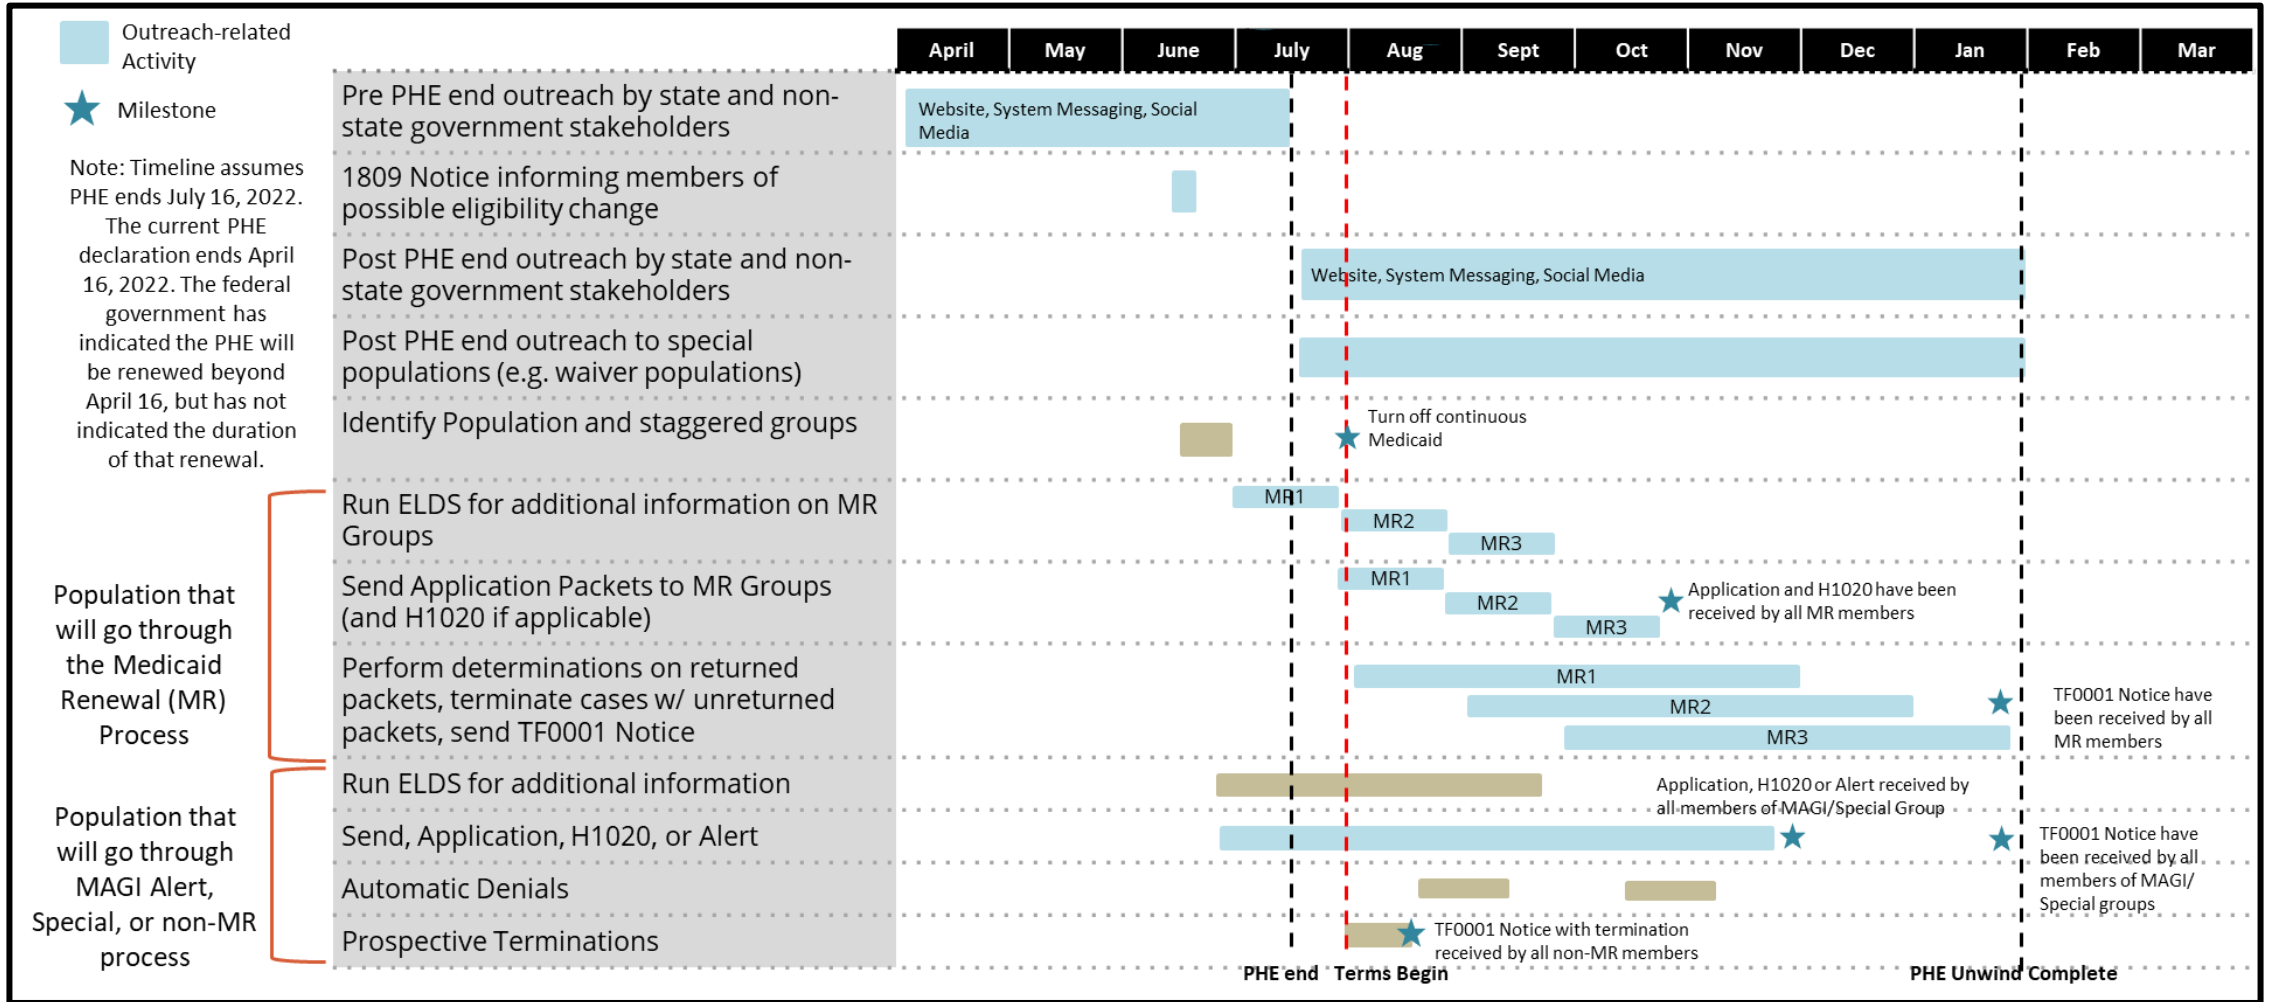 Outreach-related
Activity
Milestone
Note: Timeline assumes
PHE ends July 16, 2022.
The current PHE
declaration ends April
16, 2022. The federal
government has
indicated the PHE will
be renewed beyond
April 16, but has not
indicated the duration
of that renewal.
April May June July Aug Sept Oct Nov Dec Jan Feb Mar
Pre PHE end outreach by state and non-
state government stakeholders
Website, System Messaging, Social
Media
1809 Notice informing members of
possible eligibility change
Post PHE end outreach by state and non-
state government stakeholders
Website, System Messaging, Social Media
Post PHE end outreach to special
populations (e.g. waiver populations)
Identify Population and staggered groups
Turn off continuous
Medicaid
Population that
will go through
the Medicaid
Renewal (MR)
Process
Run ELDS for additional information on MR
Groups
MR1
MR2
MR3
Send Application Packets to MR Groups
(and H1020 if applicable)
MR1
MR2
MR3
Application and H1020 have been
received by all MR members
Perform determinations on returned
packets, terminate cases w/ unreturned
packets, send TF0001 Notice
MR1
MR2
MR3
TF0001 Notice have
been received by all
MR members
Population that
will go through
MAGI Alert,
Special, or non-MR
process
Run ELDS for additional information
Application, H1020 or Alert received by
all members of MAGI/Special Group
Send, Application, H1020, or Alert
TF0001 Notice have
been received by all
members of MAGI/
Special groups
Automatic Denials
Prospective Terminations
TF0001 Notice with termination
received by all non-MR members
PHE end Terms Begin PHE Unwind Complete